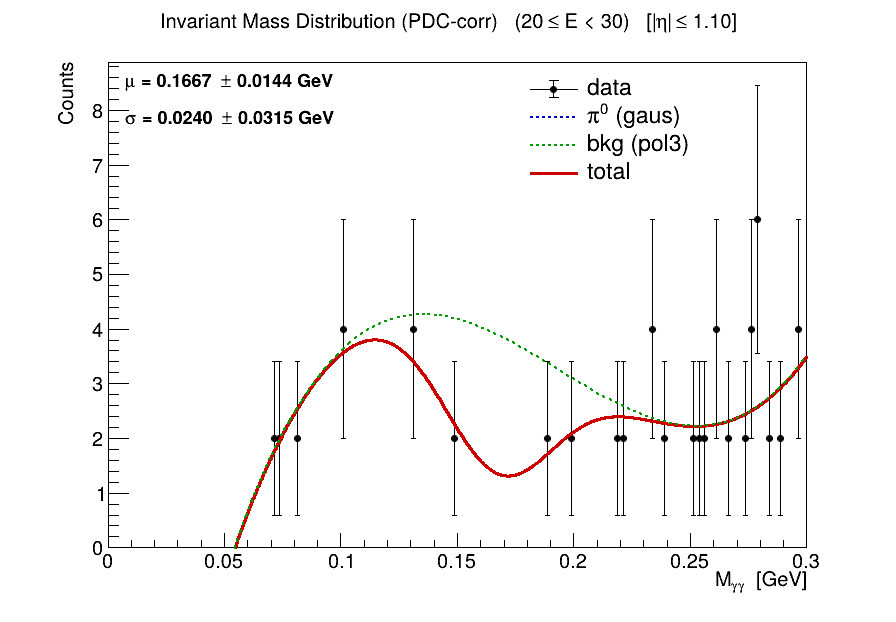 Invariant Mass Distribution (PDC-corr) (20 ≤ E < 30) [|η| ≤ 1.10]
μ = 0.1667 ± 0.0144 GeV
σ = 0.0240 ± 0.0315 GeV
data
π⁰ (gaus)
bkg (pol3)
total
Counts
8
7
6
5
4
3
2
1
0
0 0.05 0.1 0.15 0.2 0.25 0.3
Mγγ [GeV]